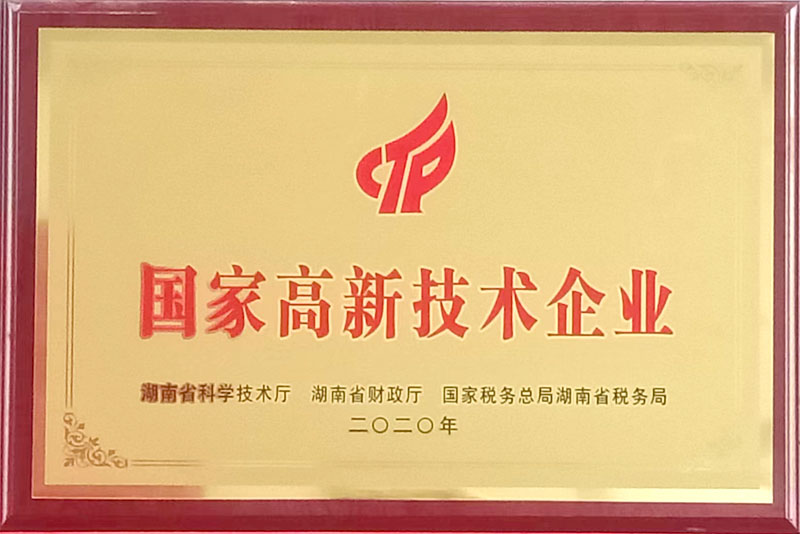 CTP
国家高新技术企业
湖南省科学技术厅 湖南省财政厅 国家税务总局湖南省税务局
二〇二〇年